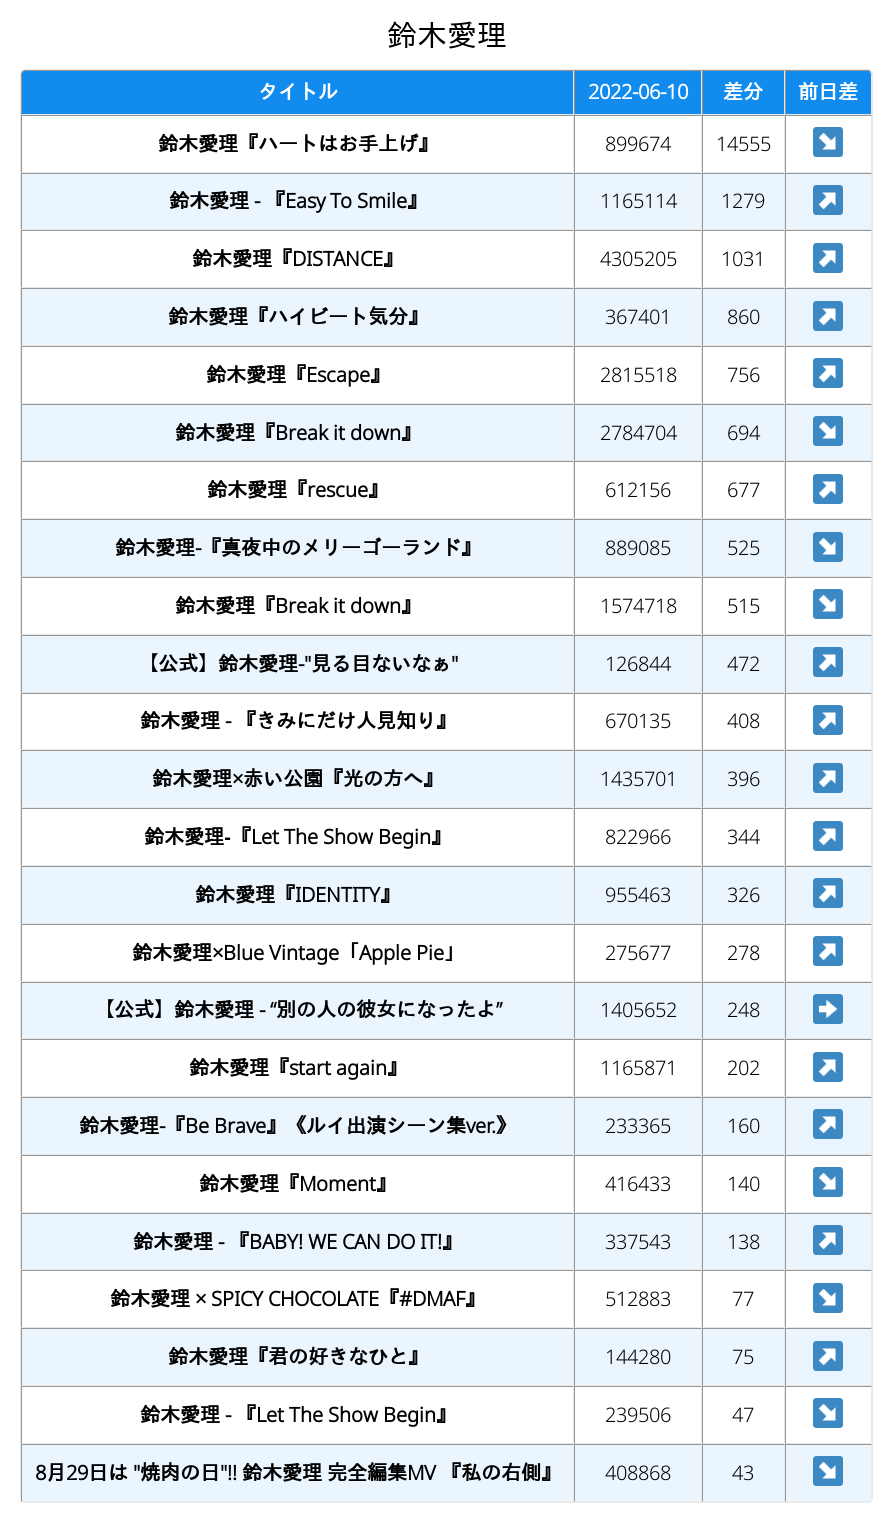 鈴木愛理
タイトル 2022-06-10 差分 前日差
鈴木愛理『ハートはお手上げ』 899674 14555
鈴木愛理 - 『Easy To Smile』 1165114 1279
鈴木愛理『DISTANCE』 4305205 1031
鈴木愛理『ハイビート気分』 367401 860
鈴木愛理『Escape』 2815518 756
鈴木愛理『Break it down』 2784704 694
鈴木愛理『rescue』 612156 677
鈴木愛理-『真夜中のメリーゴーランド』 889085 525
鈴木愛理『Break it down』 1574718 515
【公式】鈴木愛理-"見る目ないなぁ" 126844 472
鈴木愛理 - 『きみにだけ人見知り』 670135 408
鈴木愛理×赤い公園『光の方へ』 1435701 396
鈴木愛理-『Let The Show Begin』 822966 344
鈴木愛理『IDENTITY』 955463 326
鈴木愛理×Blue Vintage「Apple Pie」 275677 278
【公式】鈴木愛理 - “別の人の彼女になったよ” 1405652 248
鈴木愛理『start again』 1165871 202
鈴木愛理-『Be Brave』《ルイ出演シーン集ver.》 233365 160
鈴木愛理『Moment』 416433 140
鈴木愛理 - 『BABY! WE CAN DO IT!』 337543 138
鈴木愛理 × SPICY CHOCOLATE『#DMAF』 512883 77
鈴木愛理『君の好きなひと』 144280 75
鈴木愛理 - 『Let The Show Begin』 239506 47
8月29日は "焼肉の日"!! 鈴木愛理 完全編集MV 『私の右側』 408868 43